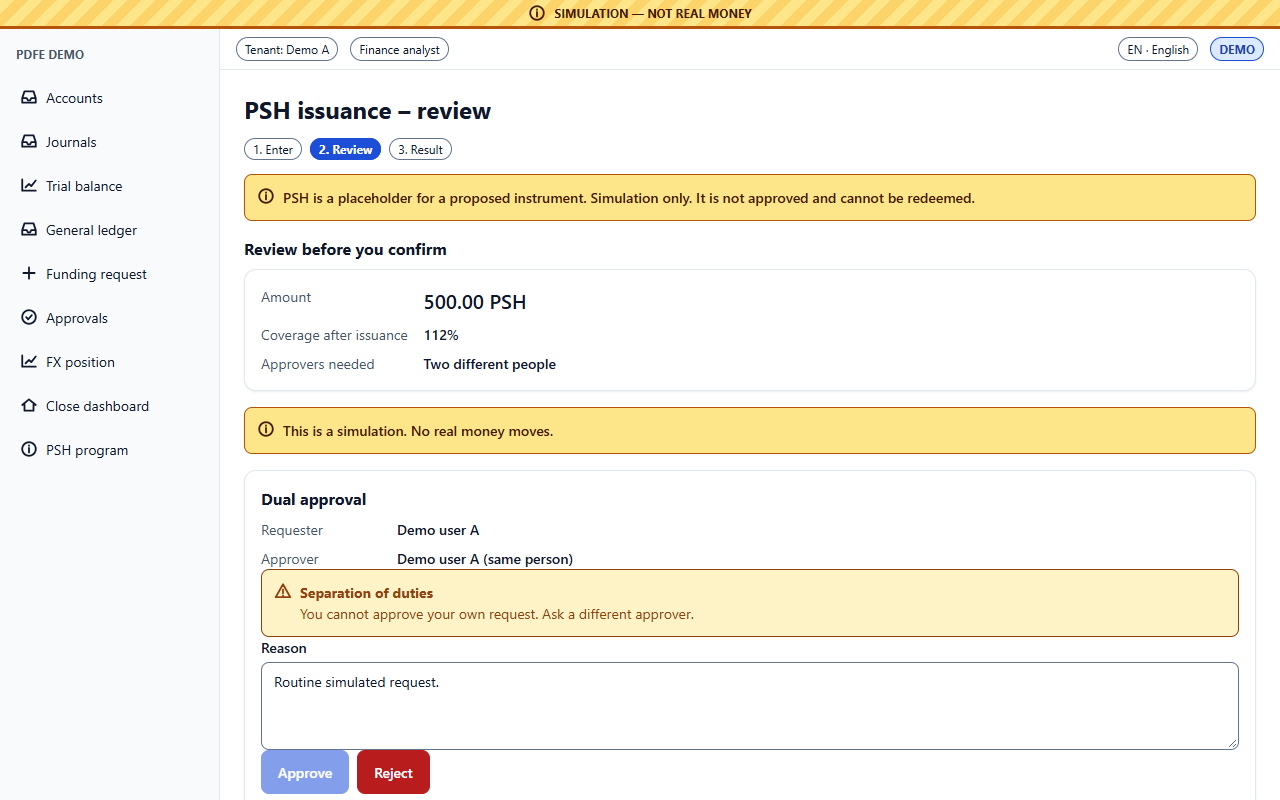 SIMULATION — NOT REAL MONEY
PDFE DEMO
Tenant: Demo A
Finance analyst
EN · English
DEMO
Accounts
Journals
Trial balance
General ledger
Funding request
Approvals
FX position
Close dashboard
PSH program
PSH issuance – review
1. Enter
2. Review
3. Result
PSH is a placeholder for a proposed instrument. Simulation only. It is not approved and cannot be redeemed.
Review before you confirm
Amount 500.00 PSH
Coverage after issuance 112%
Approvers needed Two different people
This is a simulation. No real money moves.
Dual approval
Requester Demo user A
Approver Demo user A (same person)
Separation of duties
You cannot approve your own request. Ask a different approver.
Reason
Routine simulated request.
Approve
Reject